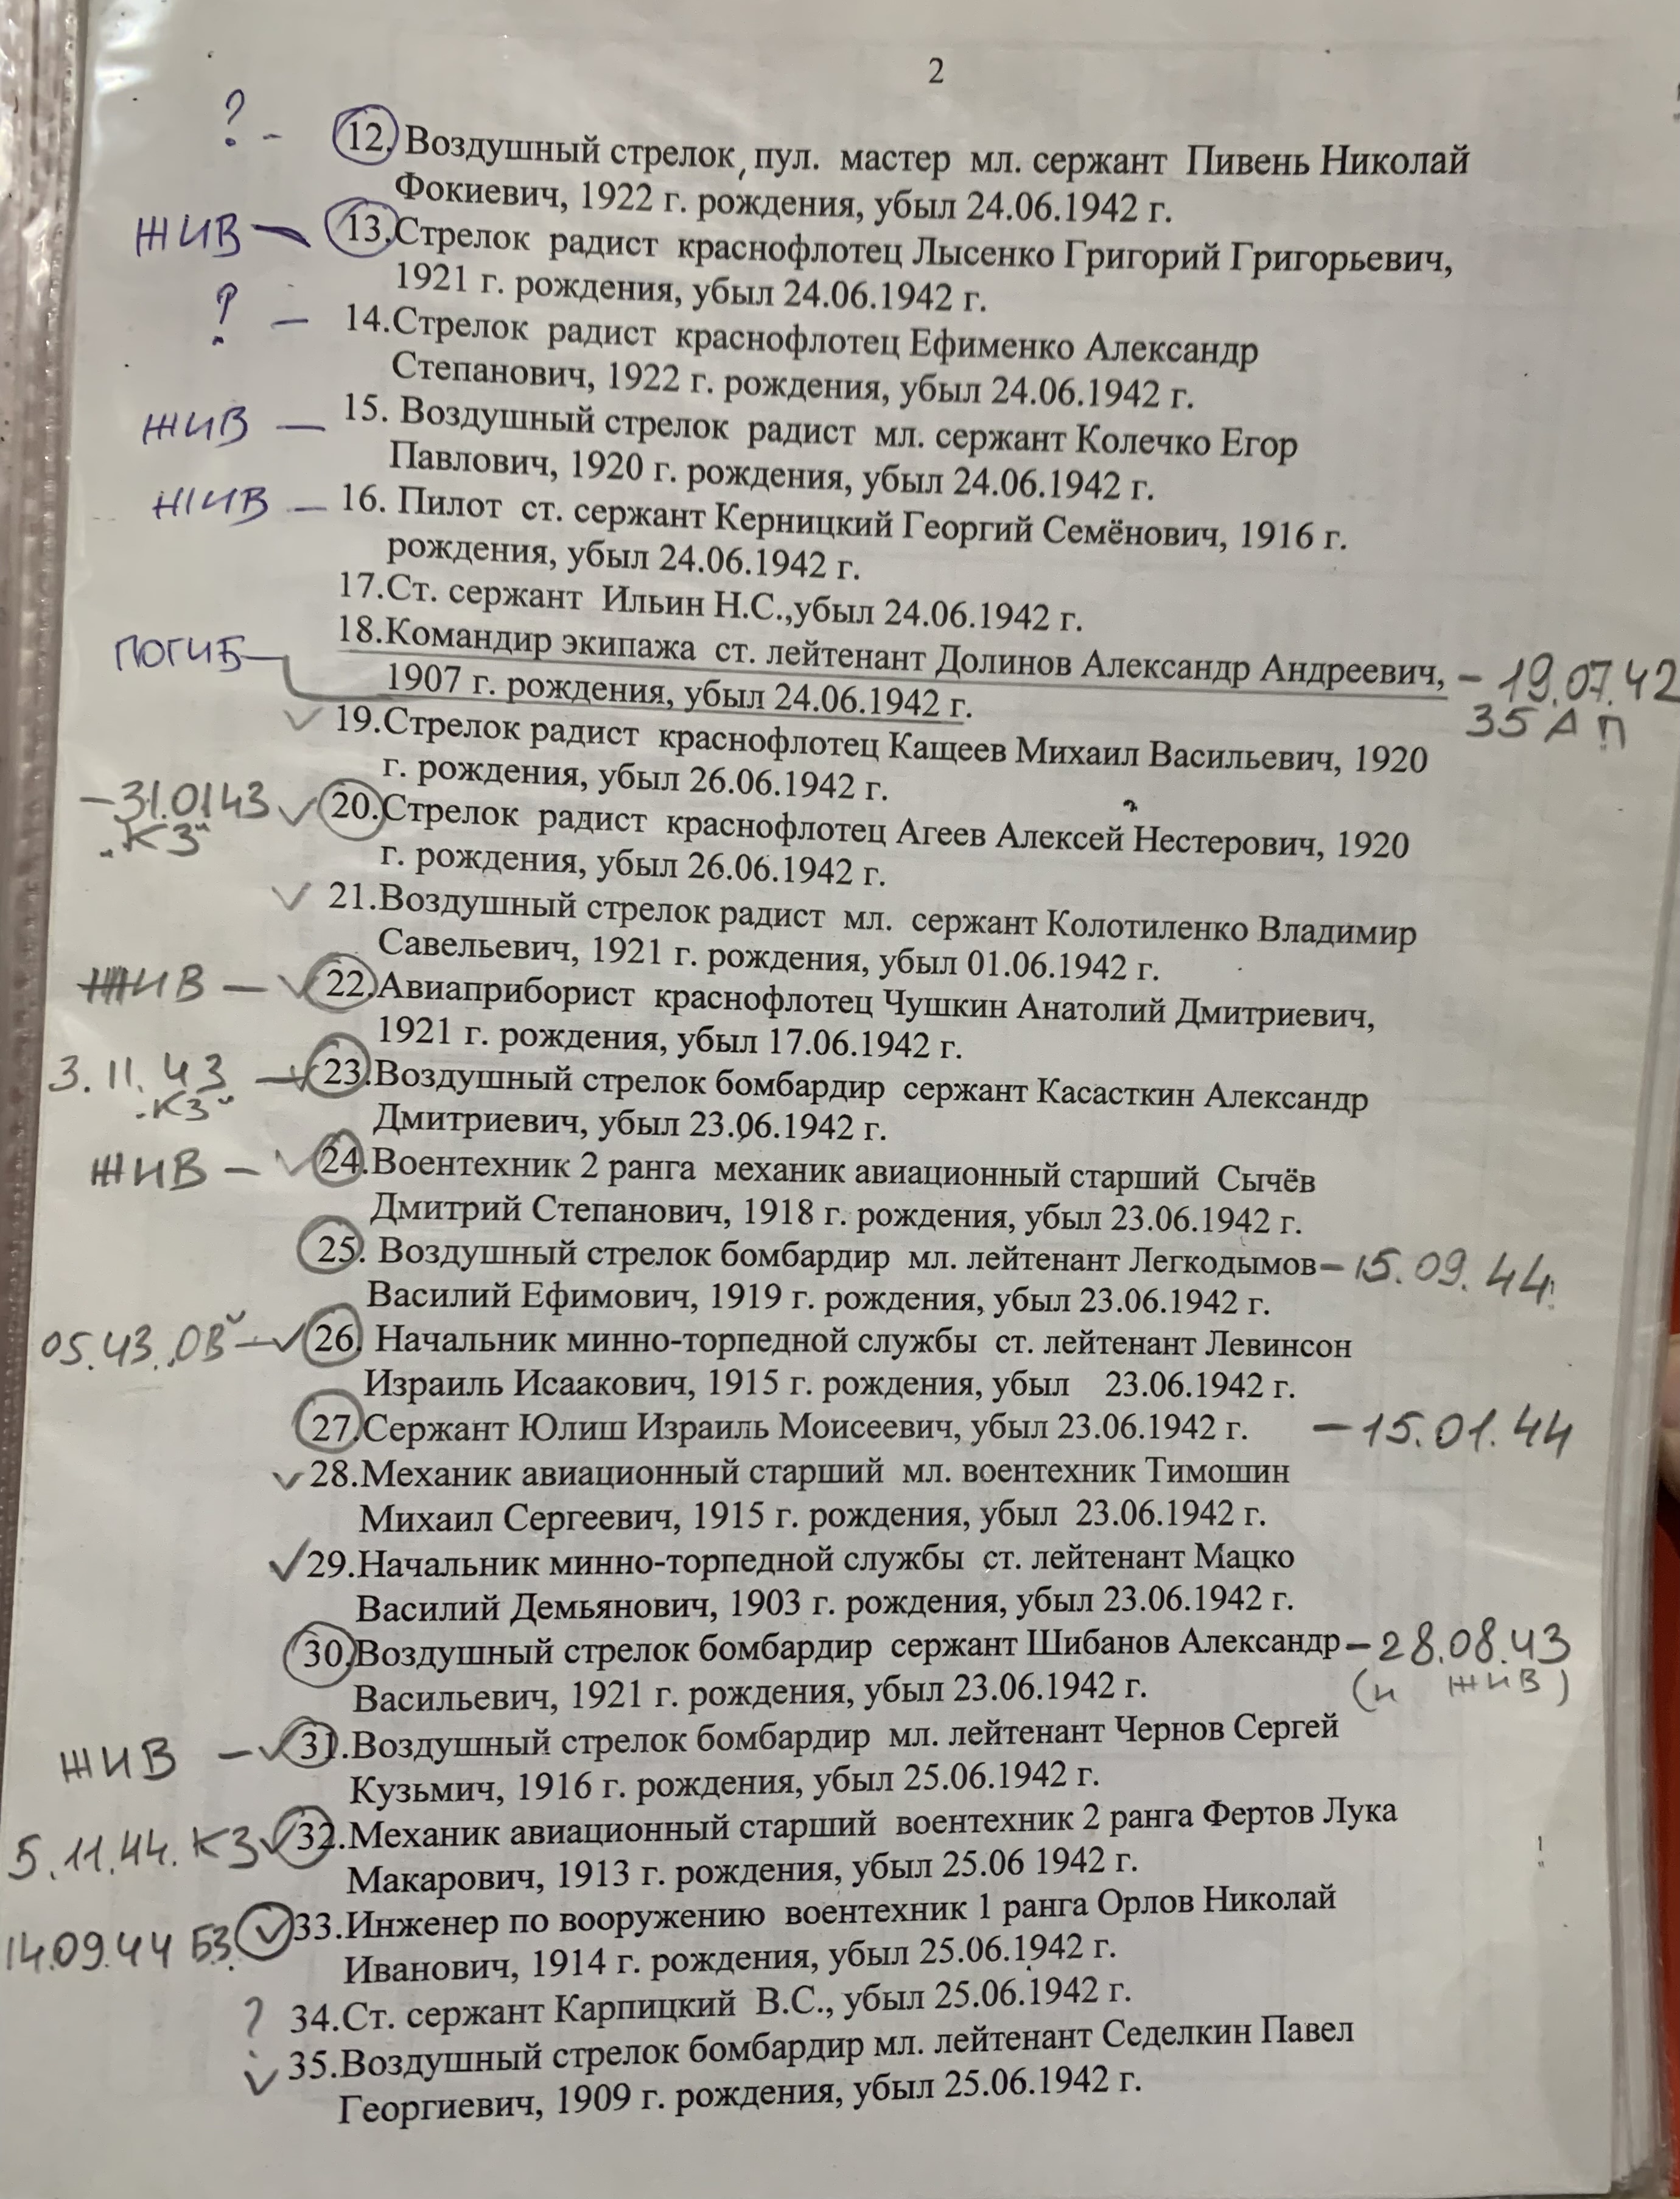 2
? - 12. Воздушный стрелок, пул. мастер мл. сержант Пивень Николай
Фокиевич, 1922 г. рождения, убыл 24.06.1942 г.
ЖИВ — 13.Стрелок радист краснофлотец Лысенко Григорий Григорьевич,
1921 г. рождения, убыл 24.06.1942 г.
? — 14.Стрелок радист краснофлотец Ефименко Александр
Степанович, 1922 г. рождения, убыл 24.06.1942 г.
ЖИВ — 15. Воздушный стрелок радист мл. сержант Колечко Егор
Павлович, 1920 г. рождения, убыл 24.06.1942 г.
ЖИВ — 16. Пилот ст. сержант Керницкий Георгий Семёнович, 1916 г.
рождения, убыл 24.06.1942 г.
17.Ст. сержант Ильин Н.С.,убыл 24.06.1942 г.
ПОГИБ — 18.Командир экипажа ст. лейтенант Долинов Александр Андреевич, - 19.07.42
1907 г. рождения, убыл 24.06.1942 г. 35 АП
✓ 19.Стрелок радист краснофлотец Кащеев Михаил Васильевич, 1920
г. рождения, убыл 26.06.1942 г.
—31.01.43 ✓ 20.Стрелок радист краснофлотец Агеев Алексей Нестерович, 1920
"КЗ" г. рождения, убыл 26.06.1942 г.
✓ 21.Воздушный стрелок радист мл. сержант Колотиленко Владимир
Савельевич, 1921 г. рождения, убыл 01.06.1942 г.
ЖИВ — ✓ 22.Авиаприборист краснофлотец Чушкин Анатолий Дмитриевич,
1921 г. рождения, убыл 17.06.1942 г.
3.11.43 — ✓ 23.Воздушный стрелок бомбардир сержант Касасткин Александр
"КЗ" Дмитриевич, убыл 23.06.1942 г.
ЖИВ — ✓ 24.Воентехник 2 ранга механик авиационный старший Сычёв
Дмитрий Степанович, 1918 г. рождения, убыл 23.06.1942 г.
25. Воздушный стрелок бомбардир мл. лейтенант Легкодымов — 15.09.44
Василий Ефимович, 1919 г. рождения, убыл 23.06.1942 г.
05.43 "ОВ" — ✓ 26. Начальник минно-торпедной службы ст. лейтенант Левинсон
Израиль Исаакович, 1915 г. рождения, убыл 23.06.1942 г.
27.Сержант Юлиш Израиль Моисеевич, убыл 23.06.1942 г. — 15.01.44
✓ 28.Механик авиационный старший мл. воентехник Тимошин
Михаил Сергеевич, 1915 г. рождения, убыл 23.06.1942 г.
✓ 29.Начальник минно-торпедной службы ст. лейтенант Мацко
Василий Демьянович, 1903 г. рождения, убыл 23.06.1942 г.
30.Воздушный стрелок бомбардир сержант Шибанов Александр — 28.08.43
Васильевич, 1921 г. рождения, убыл 23.06.1942 г. (и ЖИВ)
ЖИВ — ✓ 31.Воздушный стрелок бомбардир мл. лейтенант Чернов Сергей
Кузьмич, 1916 г. рождения, убыл 25.06.1942 г.
5.11.44. КЗ ✓ 32.Механик авиационный старший воентехник 2 ранга Фертов Лука
Макарович, 1913 г. рождения, убыл 25.06 1942 г.
14.09.44 БЗ. ✓ 33.Инженер по вооружению воентехник 1 ранга Орлов Николай
Иванович, 1914 г. рождения, убыл 25.06.1942 г.
? 34.Ст. сержант Карпицкий В.С., убыл 25.06.1942 г.
✓ 35.Воздушный стрелок бомбардир мл. лейтенант Седелкин Павел
Георгиевич, 1909 г. рождения, убыл 25.06.1942 г.